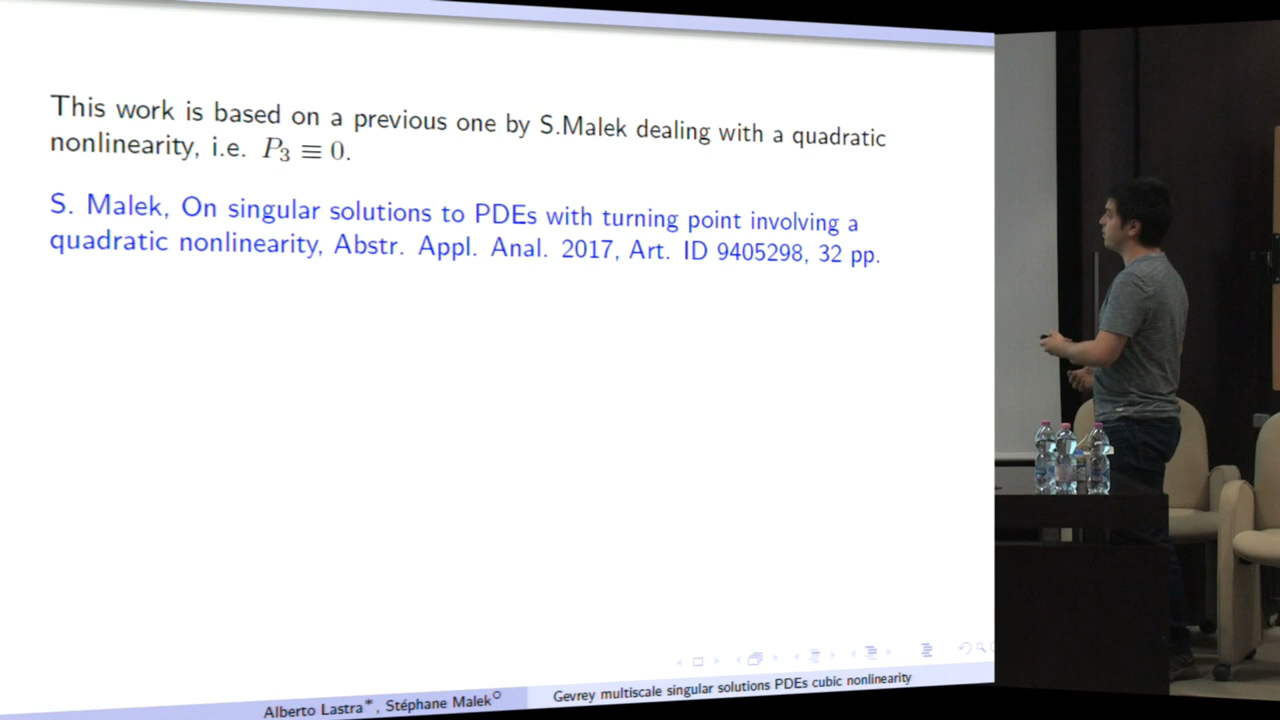 This work is based on a previous one by S.Malek dealing with a quadratic
nonlinearity, i.e. P₃ ≡ 0.
S. Malek, On singular solutions to PDEs with turning point involving a
quadratic nonlinearity, Abstr. Appl. Anal. 2017, Art. ID 9405298, 32 pp.
Alberto Lastra*, Stéphane Malek○
Gevrey multiscale singular solutions PDEs cubic nonlinearity